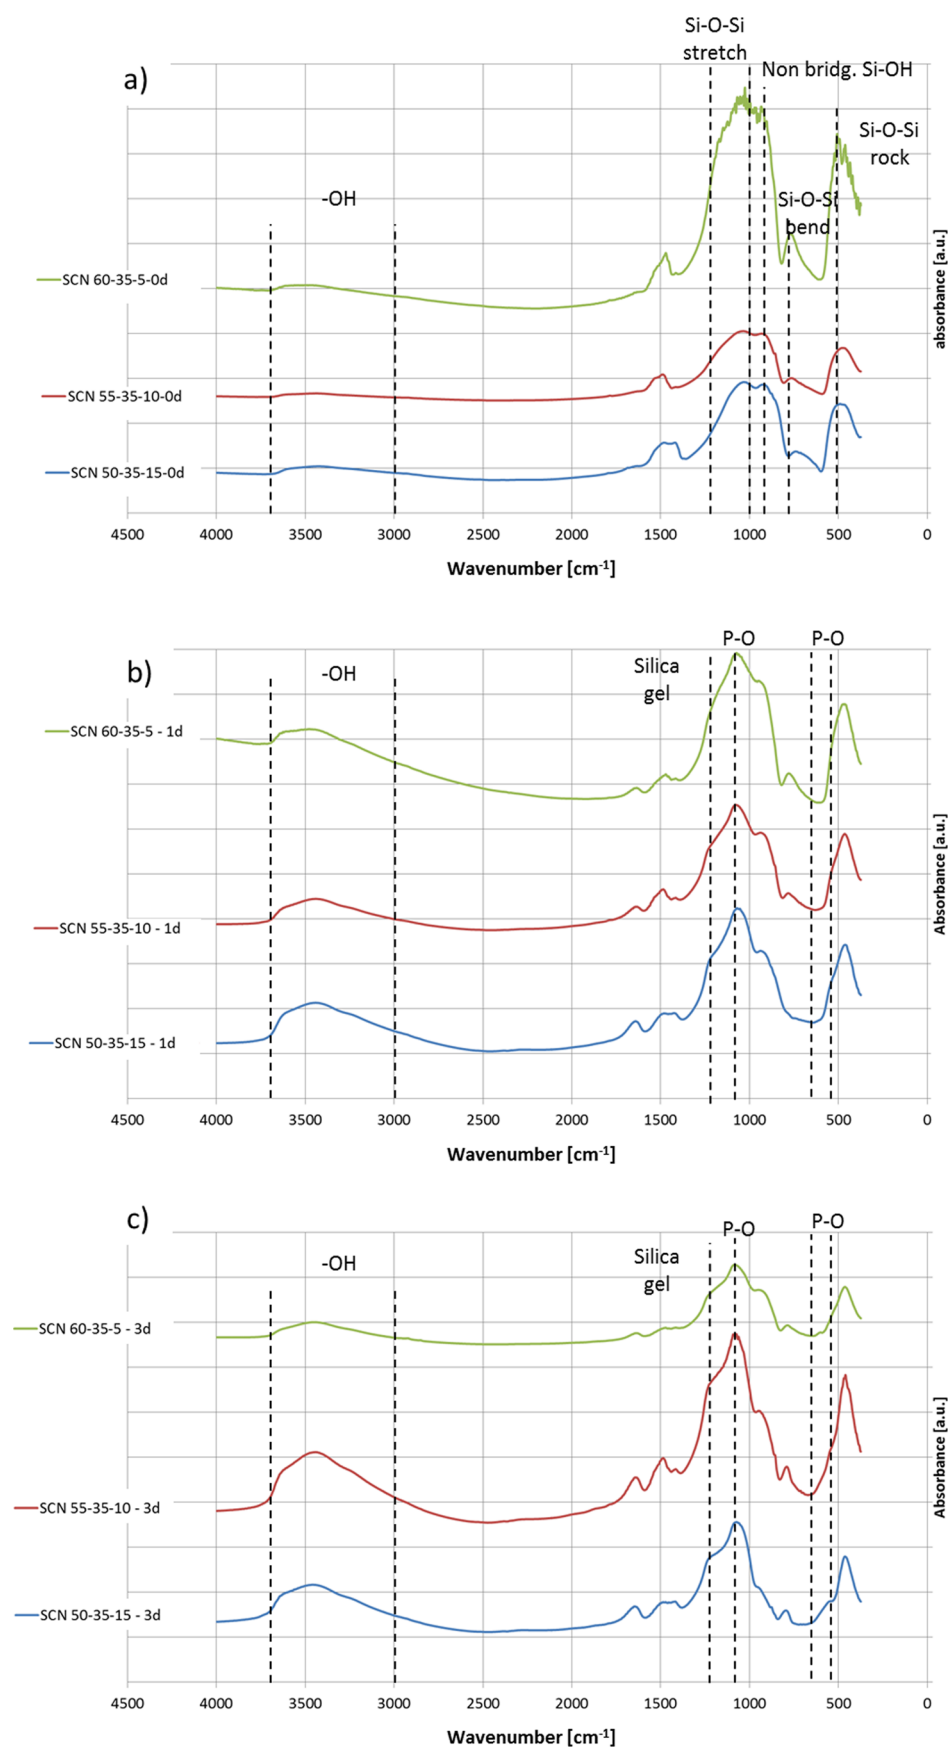 Si-O-Si
stretch
a)
Non bridg. Si-OH
Si-O-Si
rock
-OH
Si-O-Si
bend
SCN 60-35-5-0d
SCN 55-35-10-0d
SCN 50-35-15-0d
absorbance [a.u.]
4500 4000 3500 3000 2500 2000 1500 1000 500 0
Wavenumber [cm-1]
P-O P-O
b)
-OH
Silica
gel
SCN 60-35-5 - 1d
SCN 55-35-10 - 1d
SCN 50-35-15 - 1d
Absorbance [a.u.]
4500 4000 3500 3000 2500 2000 1500 1000 500 0
Wavenumber [cm-1]
c)
P-O P-O
-OH
Silica
gel
SCN 60-35-5 - 3d
SCN 55-35-10 - 3d
SCN 50-35-15 - 3d
Absorbance [a.u.]
4500 4000 3500 3000 2500 2000 1500 1000 500 0
Wavenumber [cm-1]